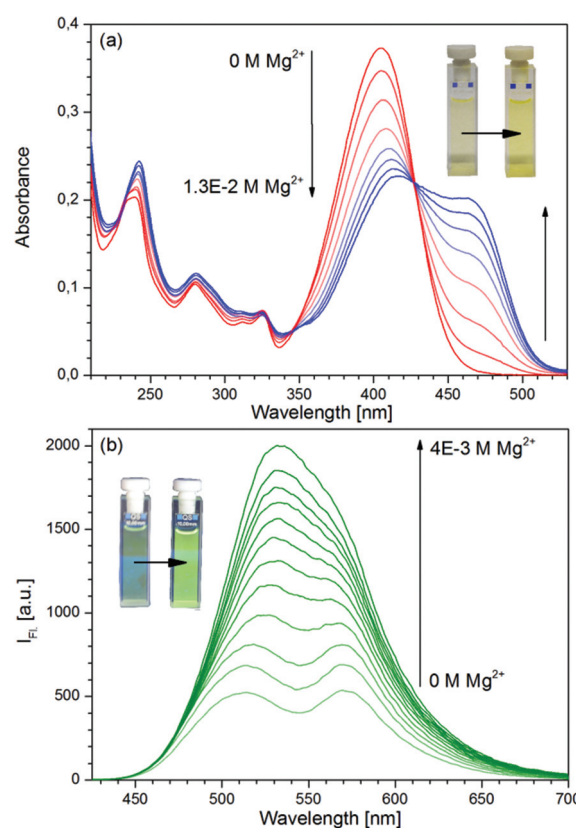 (a)
0 M Mg²⁺
1.3E-2 M Mg²⁺
0,4
0,3
0,2
0,1
0,0
Absorbance
250 300 350 400 450 500
Wavelength [nm]
(b)
4E-3 M Mg²⁺
0 M Mg²⁺
QS
2000
1500
1000
500
0
I_Fl. [a.u.]
450 500 550 600 650 700
Wavelength [nm]